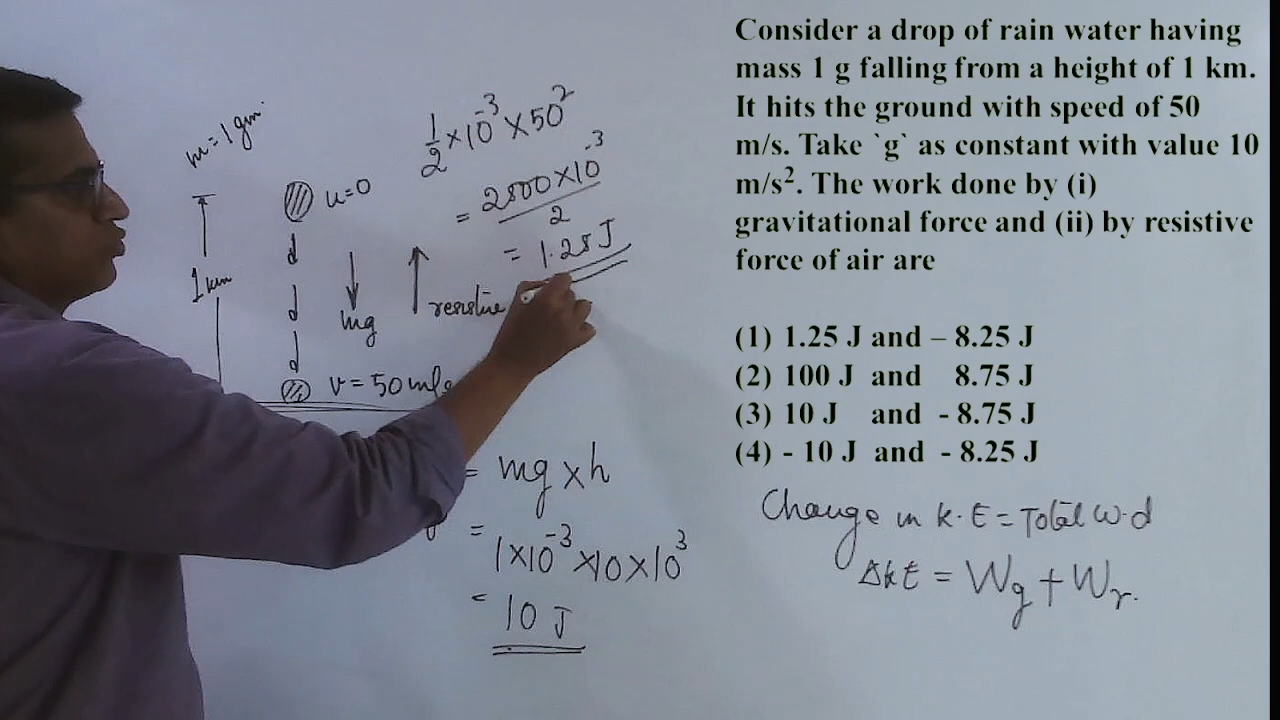 Consider a drop of rain water having
mass 1 g falling from a height of 1 km.
It hits the ground with speed of 50
m/s. Take `g` as constant with value 10
m/s². The work done by (i)
gravitational force and (ii) by resistive
force of air are
(1) 1.25 J and – 8.25 J
(2) 100 J and 8.75 J
(3) 10 J and - 8.75 J
(4) - 10 J and - 8.25 J
Change in K.E = Total w.d
ΔkE = Wg + Wr.
m = 1 gm.
u=0
1 km
mg
resistive
v = 50 m/s
1/2 × 10⁻³ × 50²
= 2500×10⁻³/2
= 1.25 J
= mg × h
= 1×10⁻³ ×10×10³
= 10 J